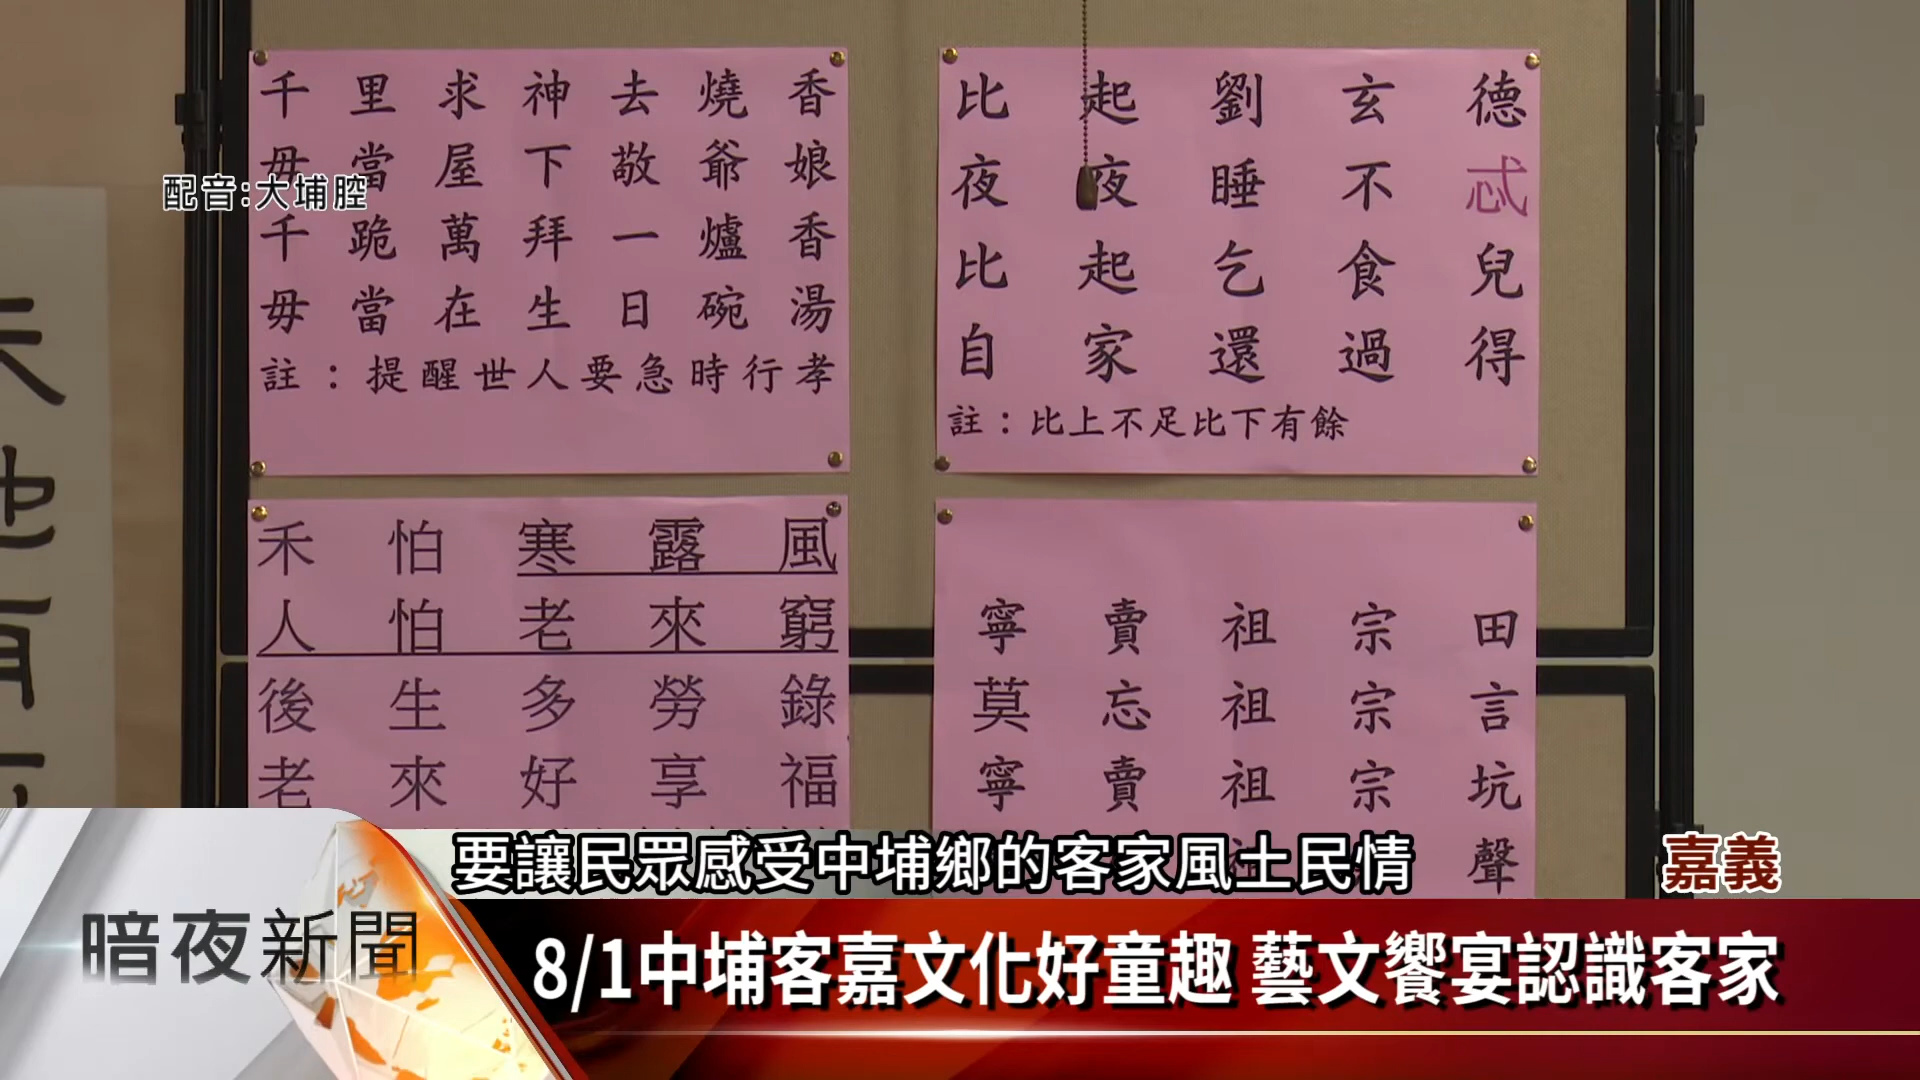 千里求神去燒香
毋當屋下敬爺娘
千跪萬拜一爐香
毋當在生日碗湯
註：提醒世人要急時行孝
比起劉玄德
夜夜睡不忒
比起乞食兒
自家還過得
註：比上不足比下有餘
禾怕寒露風
人怕老來窮
後生多勞錄
老來好享福
寧賣祖宗田
莫忘祖宗言
寧賣祖宗坑
聲
配音:大埔腔
要讓民眾感受中埔鄉的客家風土民情
嘉義
暗夜新聞
8/1中埔客嘉文化好童趣 藝文饗宴認識客家